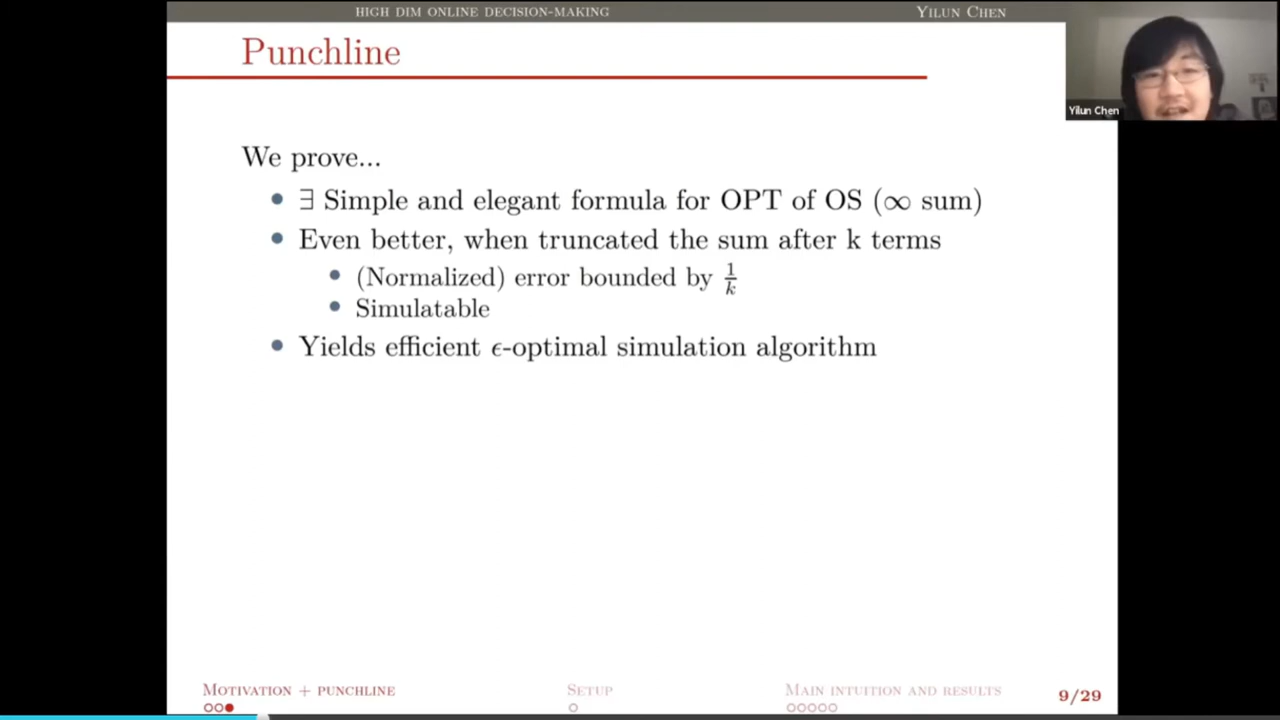 HIGH DIM ONLINE DECISION-MAKING
YILUN CHEN
Punchline
Yilun Chen
We prove...
• ∃ Simple and elegant formula for OPT of OS (∞ sum)
• Even better, when truncated the sum after k terms
• (Normalized) error bounded by 1/k
• Simulatable
• Yields efficient ϵ-optimal simulation algorithm
MOTIVATION + PUNCHLINE
SETUP
MAIN INTUITION AND RESULTS
9/29